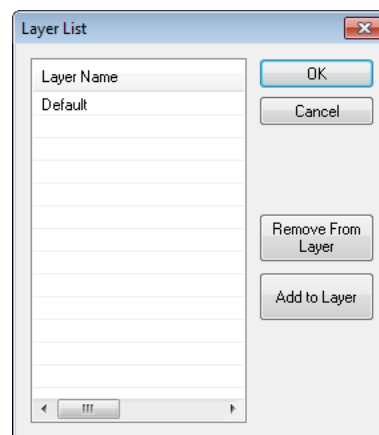 Layer List
Layer Name
Default
OK
Cancel
Remove From
Layer
Add to Layer